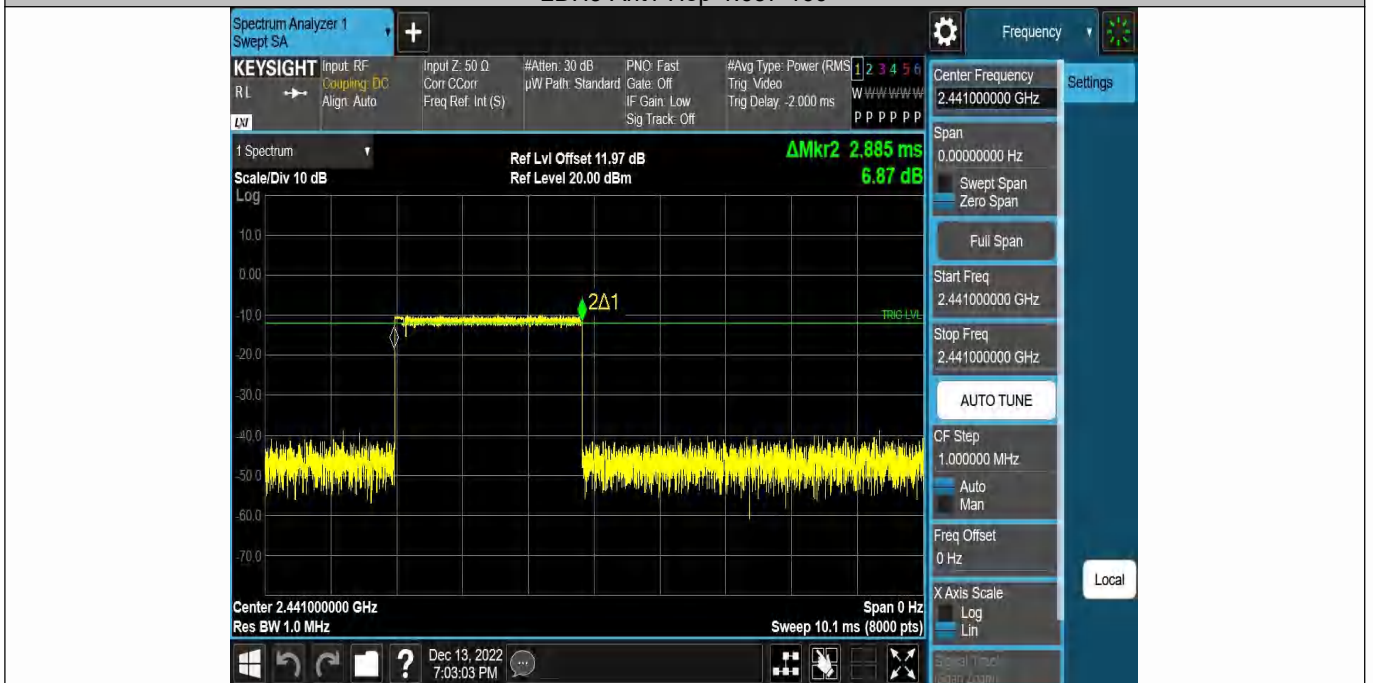 Spectrum Analyzer 1
Swept SA
+
Frequency
KEYSIGHT
RL
LXI
Input: RF
Coupling: DC
Align: Auto
Input Z: 50 Ω
Corr CCorr
Freq Ref: Int (S)
#Atten: 30 dB
µW Path: Standard
PNO: Fast
Gate: Off
IF Gain: Low
Sig Track: Off
#Avg Type: Power (RMS
Trig: Video
Trig Delay: -2.000 ms
1 2 3 4 5 6
W W W W W W
P P P P P P
Center Frequency
2.441000000 GHz
Settings
1 Spectrum
Scale/Div 10 dB
Ref Lvl Offset 11.97 dB
Ref Level 20.00 dBm
ΔMkr2 2.885 ms
6.87 dB
Span
0.00000000 Hz
Swept Span
Zero Span
Full Span
Start Freq
2.441000000 GHz
Stop Freq
2.441000000 GHz
AUTO TUNE
CF Step
1.000000 MHz
Auto
Man
Freq Offset
0 Hz
X Axis Scale
Log
Lin
Local
Log
10.0
0.00
-10.0
-20.0
-30.0
-40.0
-50.0
-60.0
-70.0
2Δ1
TRIG LVL
Center 2.441000000 GHz
Res BW 1.0 MHz
Span 0 Hz
Sweep 10.1 ms (8000 pts)
?
Dec 13, 2022
7:03:03 PM